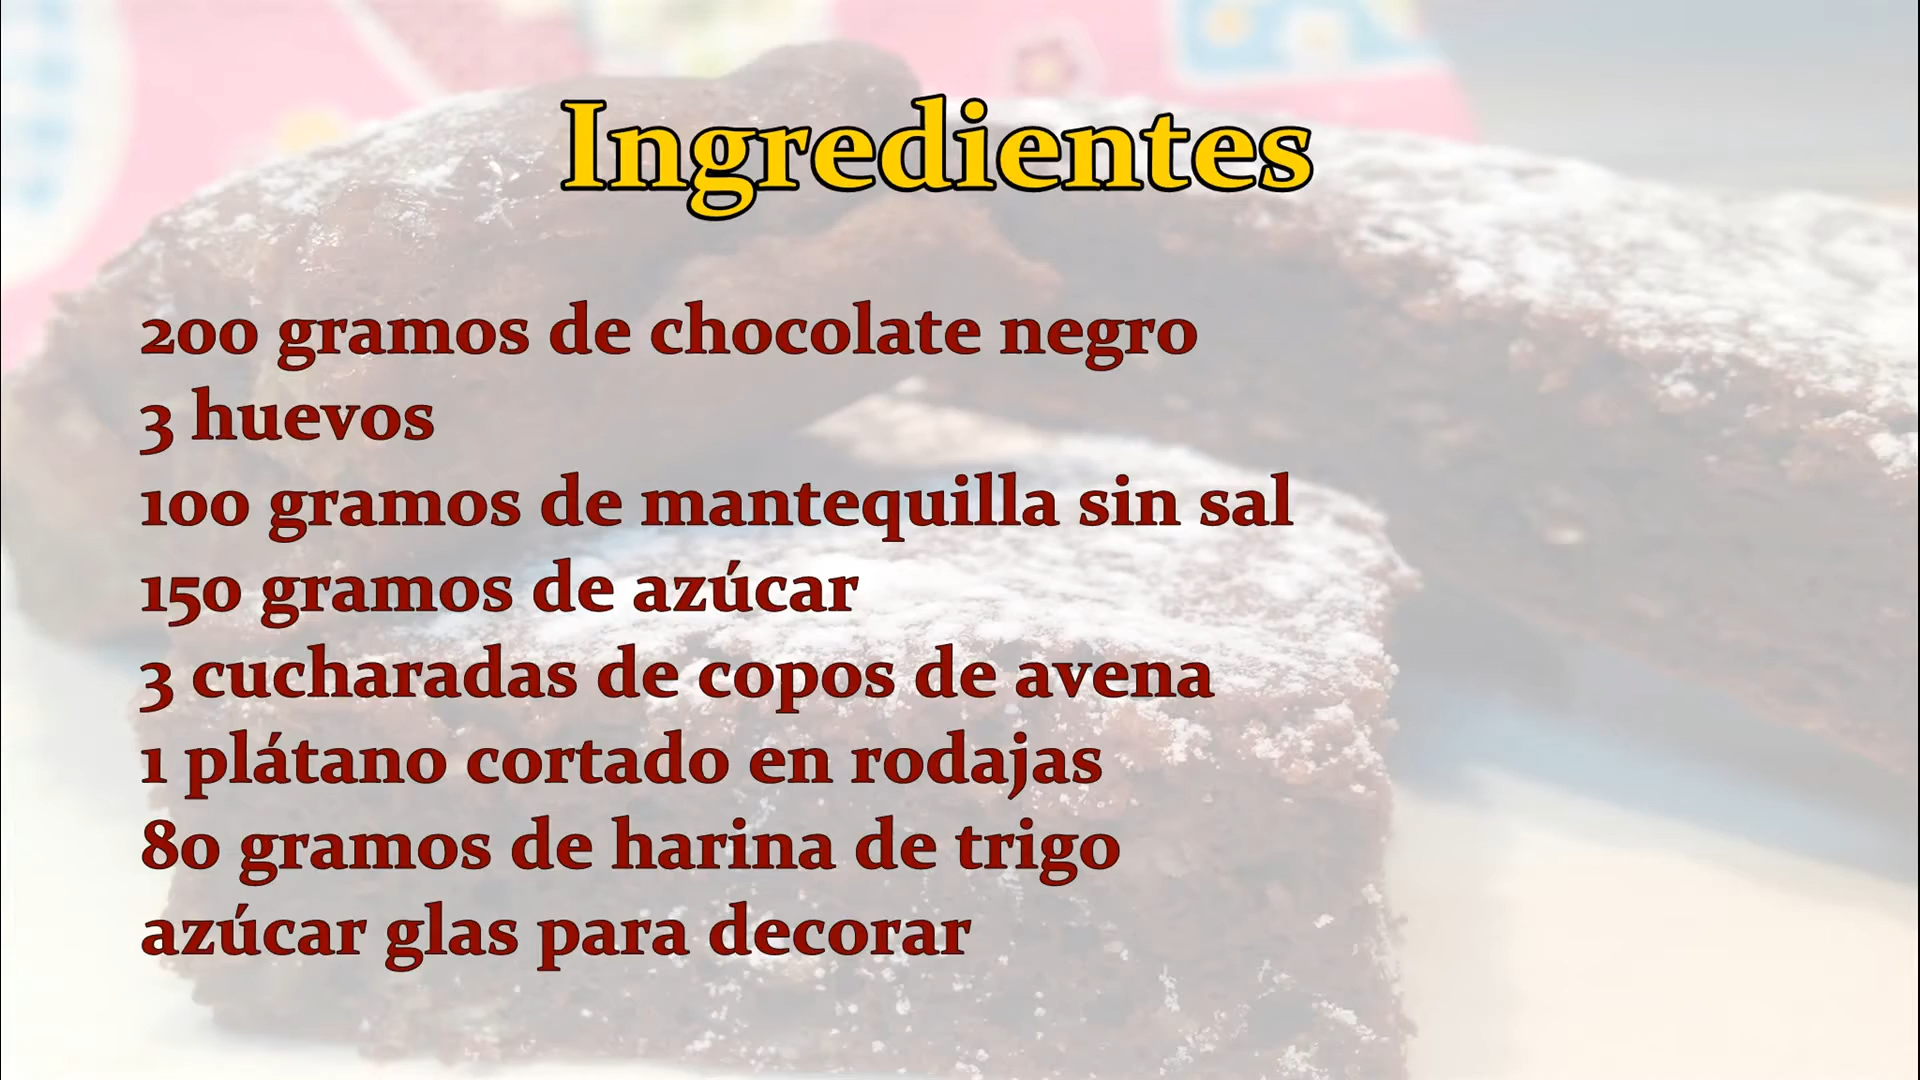 Ingredientes
200 gramos de chocolate negro
3 huevos
100 gramos de mantequilla sin sal
150 gramos de azúcar
3 cucharadas de copos de avena
1 plátano cortado en rodajas
80 gramos de harina de trigo
azúcar glas para decorar